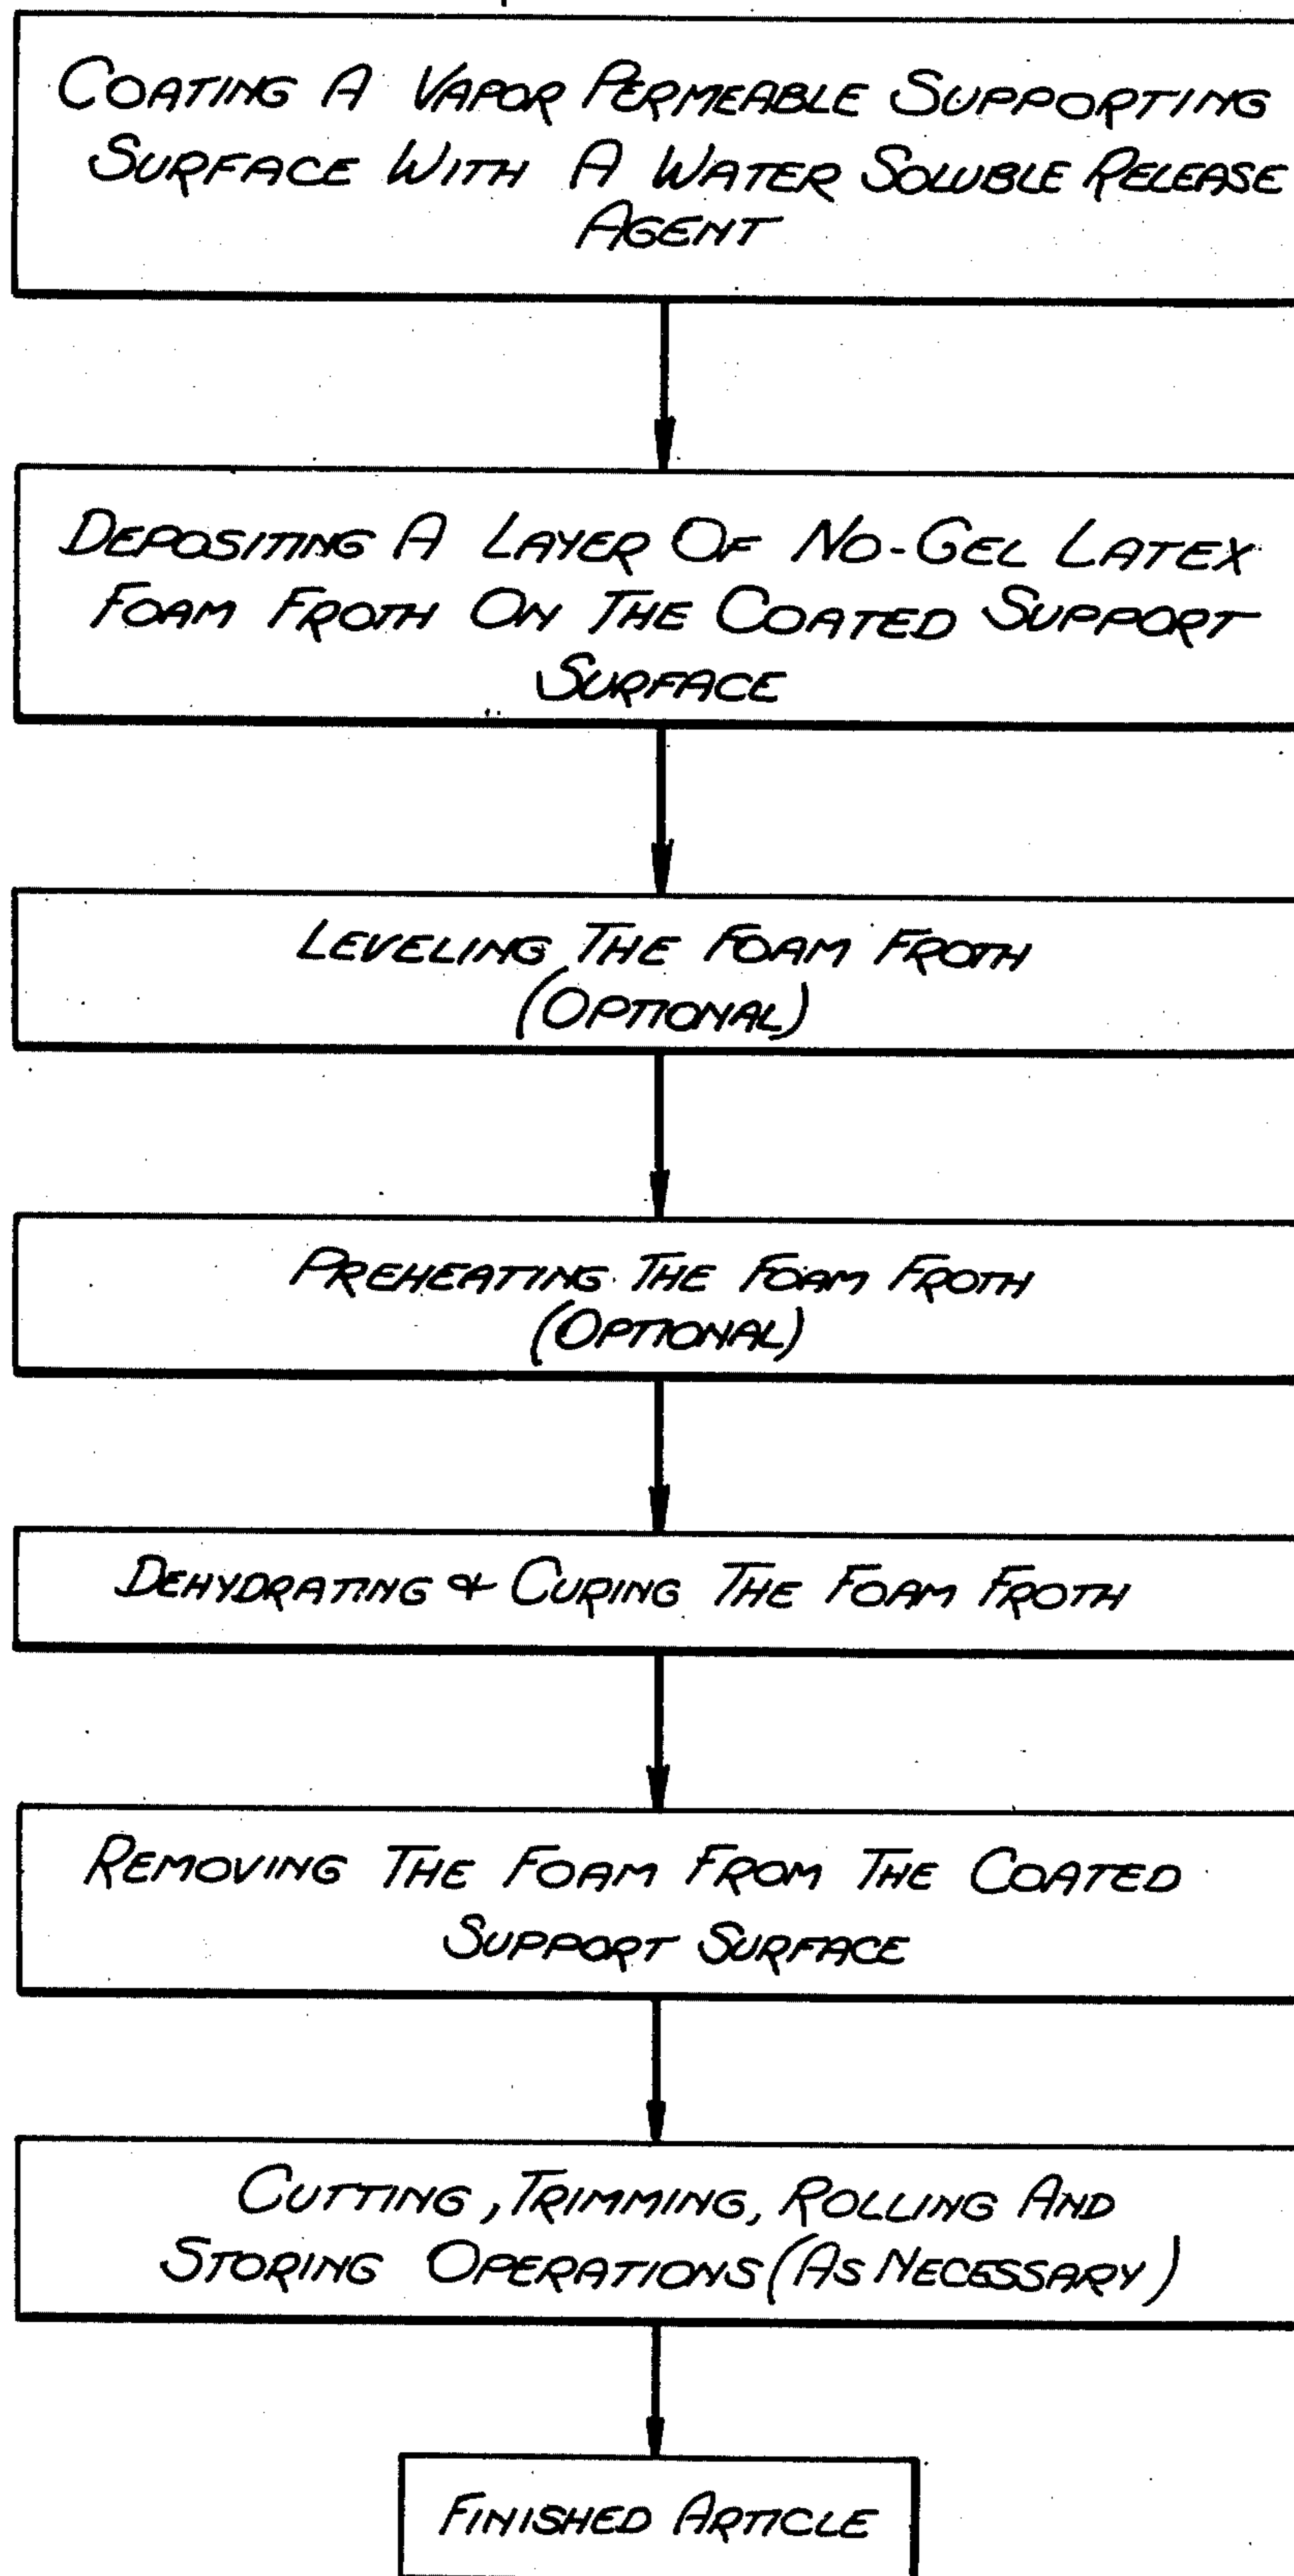 COATING A VAPOR PERMEABLE SUPPORTING
SURFACE WITH A WATER SOLUBLE RELEASE
AGENT
DEPOSITING A LAYER OF NO-GEL LATEX
FOAM FROTH ON THE COATED SUPPORT
SURFACE
LEVELING THE FOAM FROTH
(OPTIONAL)
PREHEATING THE FOAM FROTH
(OPTIONAL)
DEHYDRATING & CURING THE FOAM FROTH
REMOVING THE FOAM FROM THE COATED
SUPPORT SURFACE
CUTTING, TRIMMING, ROLLING AND
STORING OPERATIONS (AS NECESSARY)
FINISHED ARTICLE